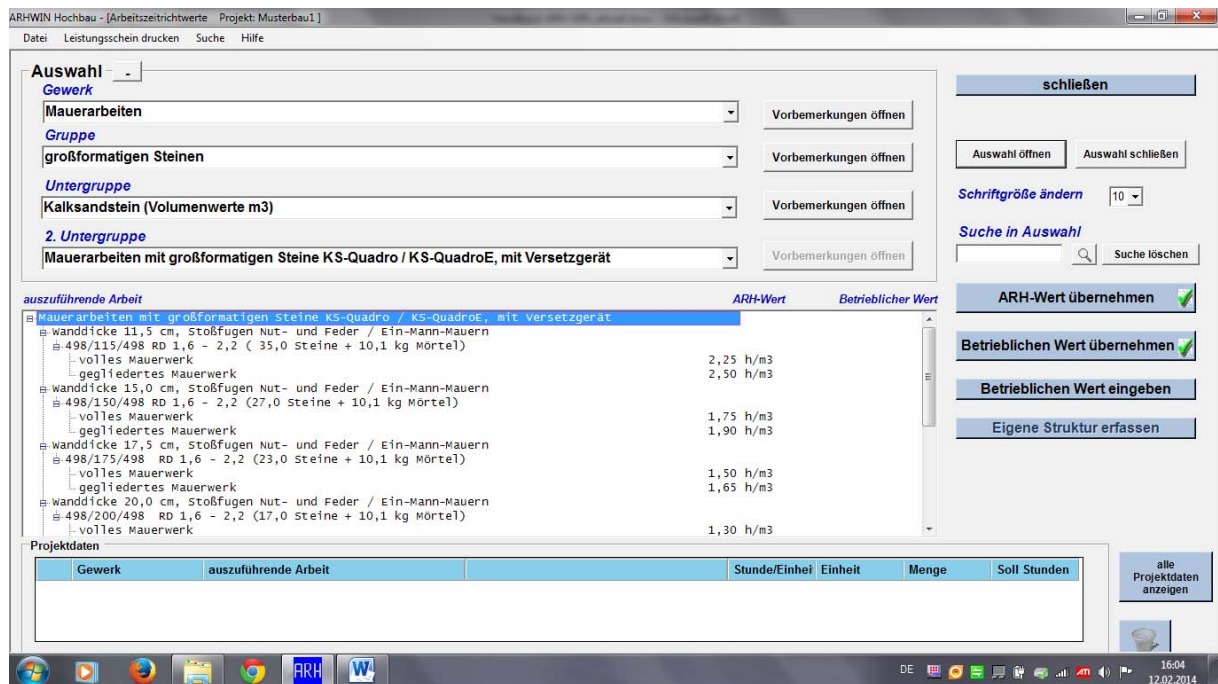 ARHWIN Hochbau - [Arbeitszeitrichtwerte Projekt: Musterbau1 ]
Datei Leistungsschein drucken Suche Hilfe
Auswahl -
Gewerk
Mauerarbeiten Vorbemerkungen öffnen
Gruppe
großformatigen Steinen Vorbemerkungen öffnen
Untergruppe
Kalksandstein (Volumenwerte m3) Vorbemerkungen öffnen
2. Untergruppe
Mauerarbeiten mit großformatigen Steine KS-Quadro / KS-QuadroE, mit Versetzgerät Vorbemerkungen öffnen
schließen
Auswahl öffnen Auswahl schließen
Schriftgröße ändern 10
Suche in Auswahl
Suche löschen
ARH-Wert übernehmen
Betrieblichen Wert übernehmen
Betrieblichen Wert eingeben
Eigene Struktur erfassen
auszuführende Arbeit ARH-Wert Betrieblicher Wert
Mauerarbeiten mit großformatigen Steine KS-Quadro / KS-QuadroE, mit Versetzgerät
Wanddicke 11,5 cm, Stoßfugen Nut- und Feder / Ein-Mann-Mauern
498/115/498 RD 1,6 - 2,2 ( 35,0 Steine + 10,1 kg Mörtel)
volles Mauerwerk 2,25 h/m3
gegliedertes Mauerwerk 2,50 h/m3
Wanddicke 15,0 cm, Stoßfugen Nut- und Feder / Ein-Mann-Mauern
498/150/498 RD 1,6 - 2,2 (27,0 Steine + 10,1 kg Mörtel)
volles Mauerwerk 1,75 h/m3
gegliedertes Mauerwerk 1,90 h/m3
Wanddicke 17,5 cm, Stoßfugen Nut- und Feder / Ein-Mann-Mauern
498/175/498 RD 1,6 - 2,2 (23,0 Steine + 10,1 kg Mörtel)
volles Mauerwerk 1,50 h/m3
gegliedertes Mauerwerk 1,65 h/m3
Wanddicke 20,0 cm, Stoßfugen Nut- und Feder / Ein-Mann-Mauern
498/200/498 RD 1,6 - 2,2 (17,0 Steine + 10,1 kg Mörtel)
volles Mauerwerk 1,30 h/m3
Projektdaten
Gewerk auszuführende Arbeit Stunde/Einhei Einheit Menge Soll Stunden
alle
Projektdaten
anzeigen
ARH W DE ATI 16:04
12.02.2014